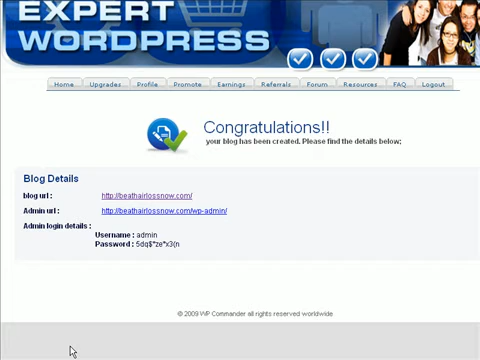 EXPERT
WORDPRESS
Home Upgrades Profile Promote Earnings Referrals Forum Resources FAQ Logout
Congratulations!!
your blog has been created. Please find the details below;
Blog Details
blog url : http://beathairlossnow.com/
Admin url : http://beathairlossnow.com/wp-admin/
Admin login details :
Username : admin
Password : 5dq$*ze*x3(n
© 2009 WP Commander all rights reserved worldwide